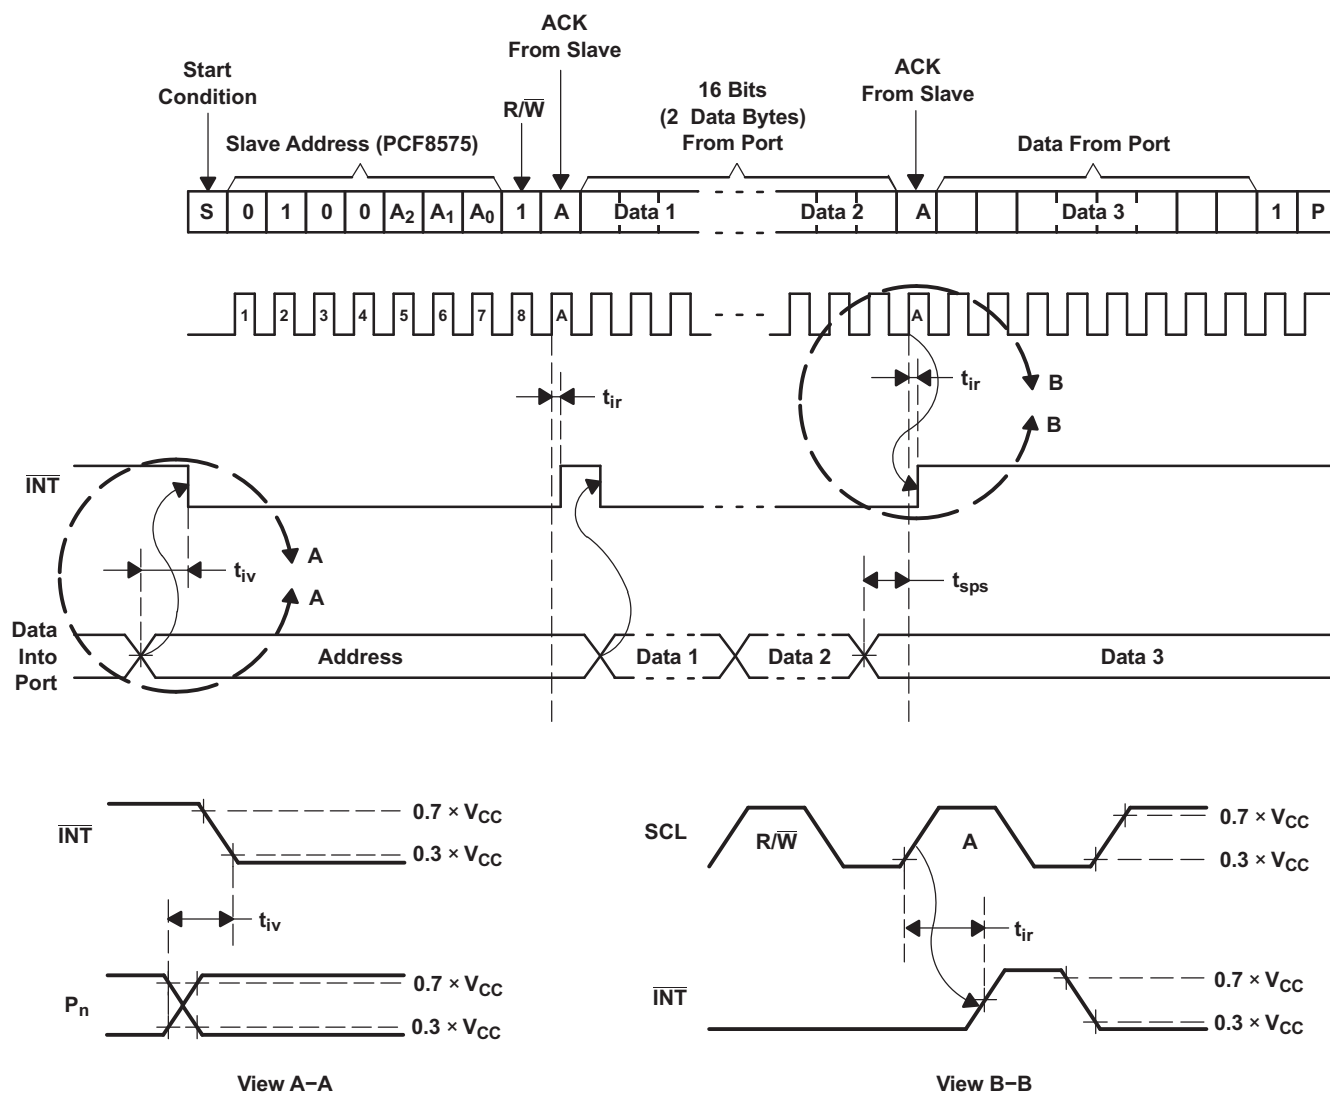 ACK
From Slave
Start
Condition
R/W̅
ACK
From Slave
16 Bits
(2 Data Bytes)
From Port
Slave Address (PCF8575)
Data From Port
S 0 1 0 0 A2 A1 A0 1 A Data 1 Data 2 A Data 3 1 P
1 2 3 4 5 6 7 8 A A
tir
tir
B
B
I̅N̅T̅
tiv
A
A
tsps
Data
Into
Port
Address Data 1 Data 2 Data 3
I̅N̅T̅
0.7 × VCC
0.3 × VCC
tiv
Pn
0.7 × VCC
0.3 × VCC
View A−A
SCL
R/W̅
A
0.7 × VCC
0.3 × VCC
tir
I̅N̅T̅
0.7 × VCC
0.3 × VCC
View B−B